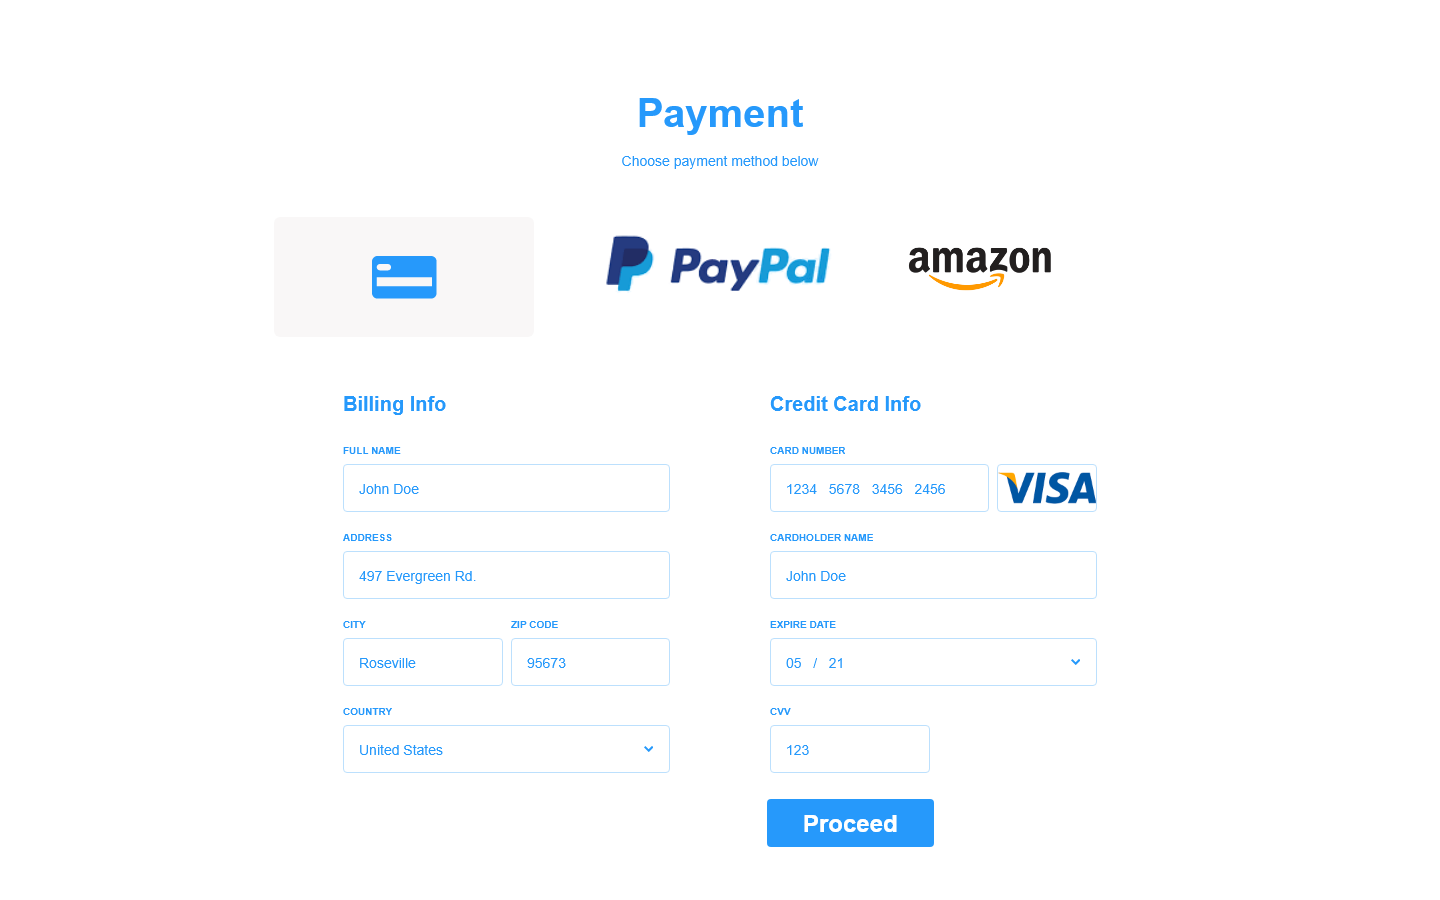 Payment
Choose payment method below
PayPal
amazon
Billing Info
FULL NAME
John Doe
ADDRESS
497 Evergreen Rd.
CITY
ZIP CODE
Roseville
95673
COUNTRY
United States
Credit Card Info
CARD NUMBER
1234 5678 3456 2456
VISA
CARDHOLDER NAME
John Doe
EXPIRE DATE
05 / 21
CVV
123
Proceed